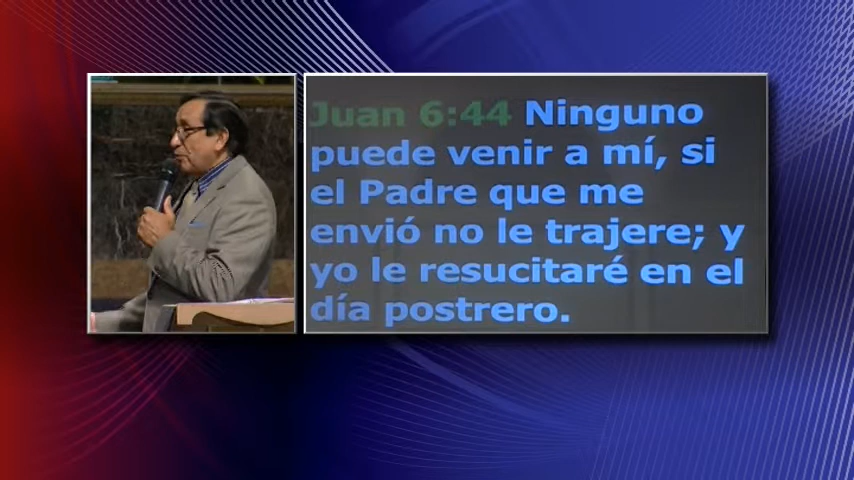 Juan 6:44 Ninguno
puede venir a mí, si
el Padre que me
envió no le trajere; y
yo le resucitaré en el
día postrero.